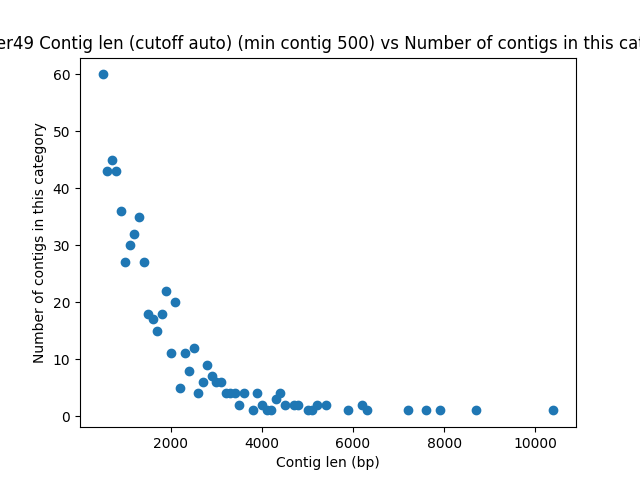 er49 Contig len (cutoff auto) (min contig 500) vs Number of contigs in this cat
60
50
40
30
20
10
0
Number of contigs in this category
2000 4000 6000 8000 10000
Contig len (bp)